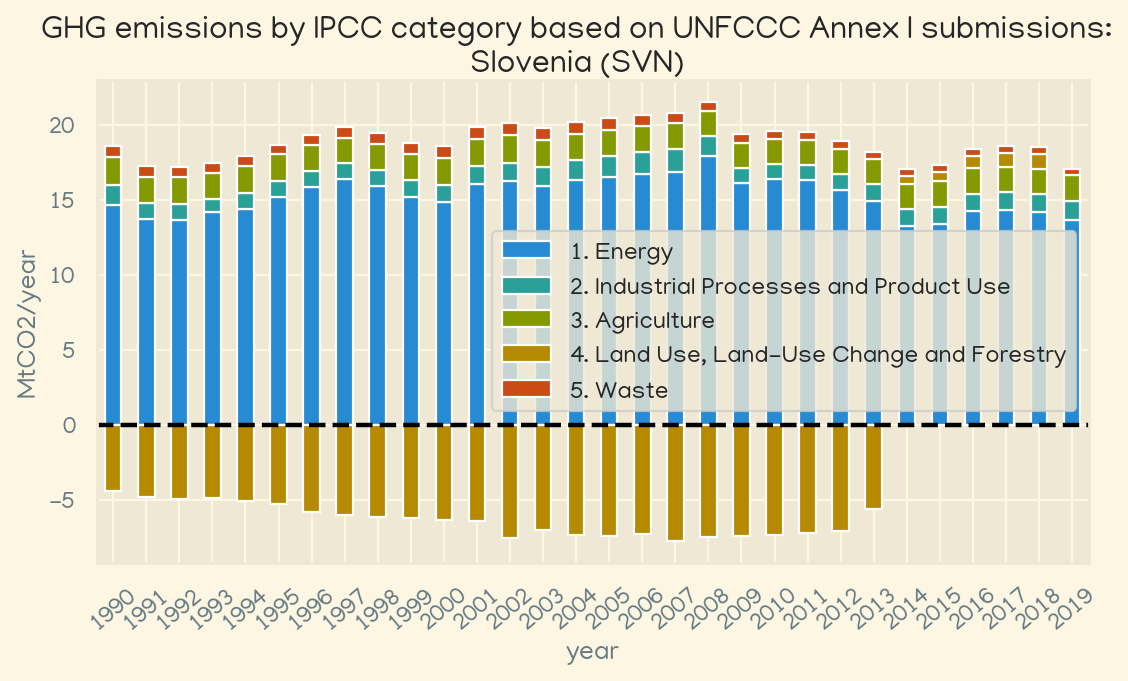 GHG emissions by IPCC category based on UNFCCC Annex I submissions:
Slovenia (SVN)
MtCO2/year
20
15
10
5
0
−5
1. Energy
2. Industrial Processes and Product Use
3. Agriculture
4. Land Use, Land-Use Change and Forestry
5. Waste
1990 1991 1992 1993 1994 1995 1996 1997 1998 1999 2000 2001 2002 2003 2004 2005 2006 2007 2008 2009 2010 2011 2012 2013 2014 2015 2016 2017 2018 2019
year